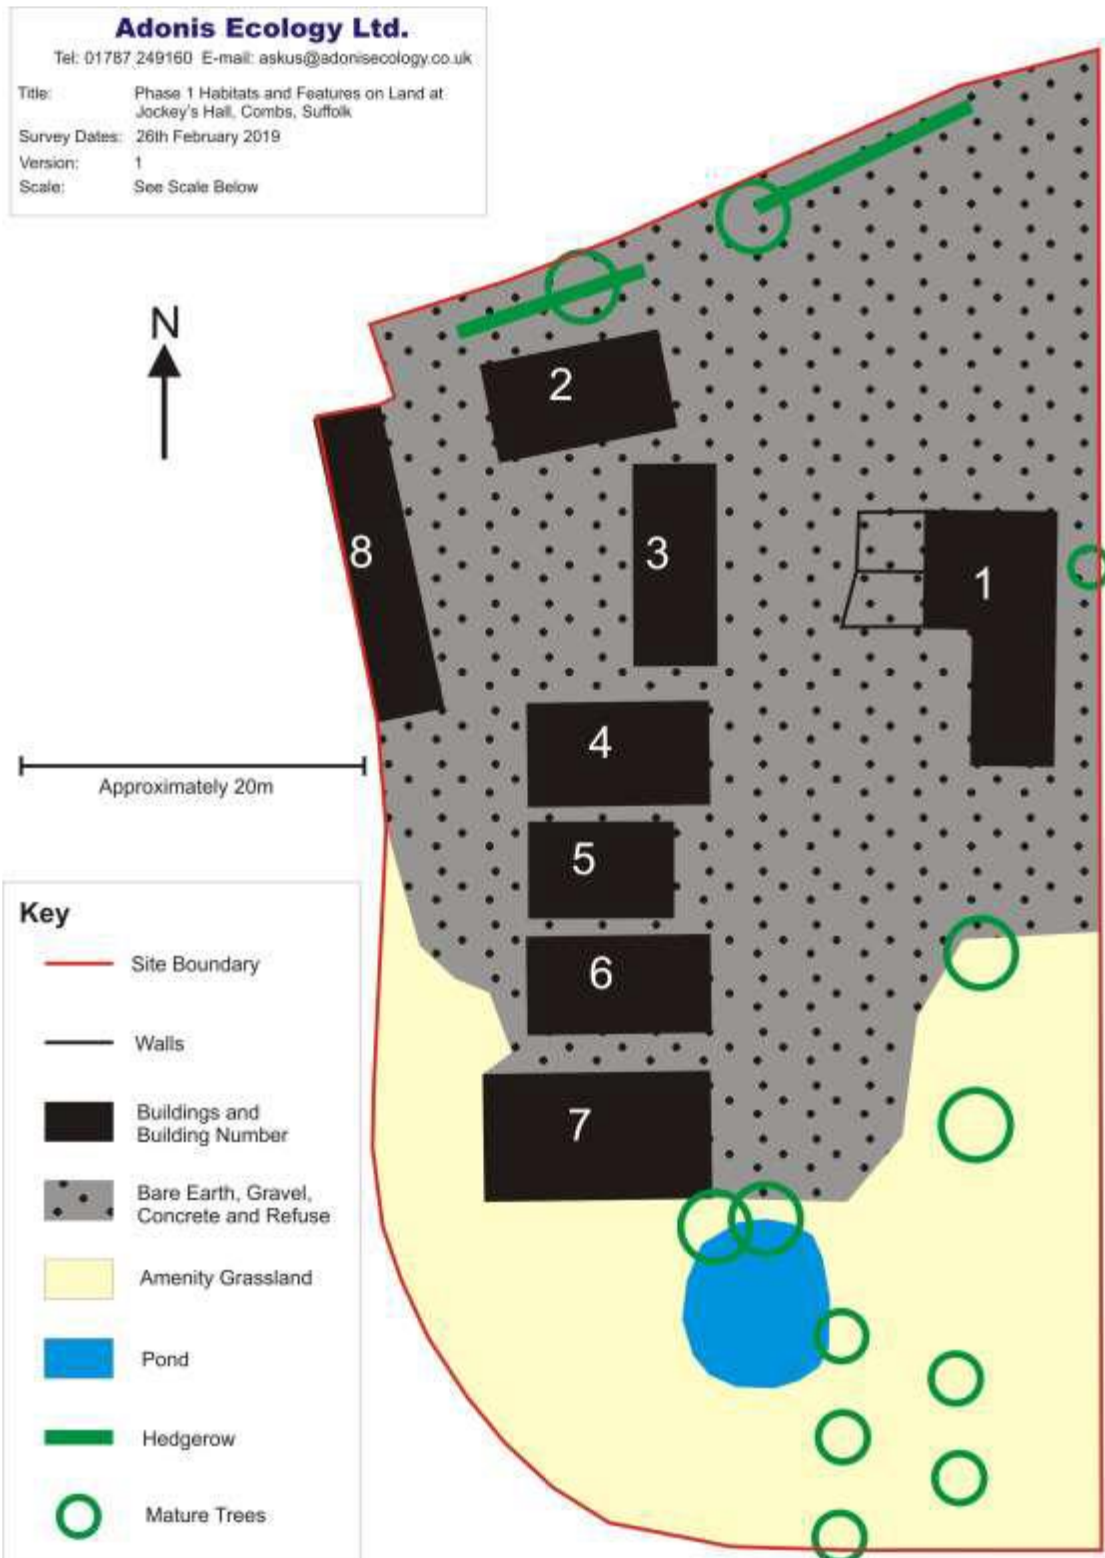 Adonis Ecology Ltd.
Tel: 01787 249160 E-mail: askus@adonisecology.co.uk
Title: Phase 1 Habitats and Features on Land at
Jockey's Hall, Combs, Suffolk
Survey Dates: 26th February 2019
Version: 1
Scale: See Scale Below
N
2
8
3
1
4
Approximately 20m
5
6
7
Key
Site Boundary
Walls
Buildings and
Building Number
Bare Earth, Gravel,
Concrete and Refuse
Amenity Grassland
Pond
Hedgerow
Mature Trees